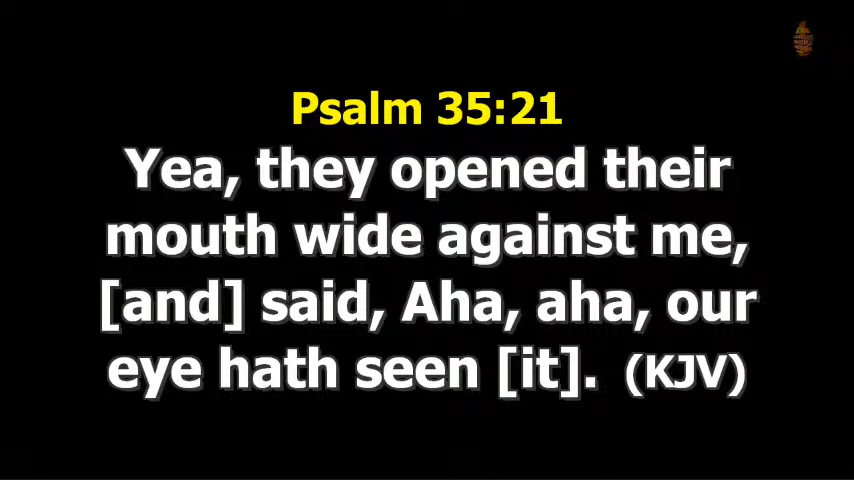 Psalm 35:21
Yea, they opened their
mouth wide against me,
[and] said, Aha, aha, our
eye hath seen [it]. (KJV)